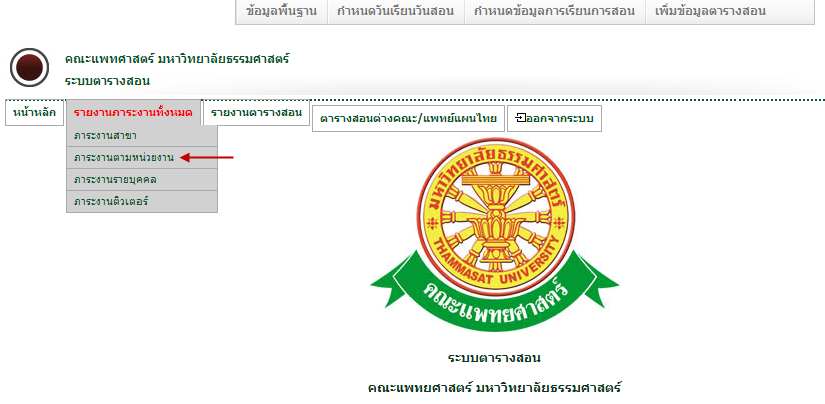 ข้อมูลพื้นฐาน กำหนดวันเรียนวันสอน กำหนดข้อมูลการเรียนการสอน เพิ่มข้อมูลตารางสอน
คณะแพทศาสตร์ มหาวิทยาลัยธรรมศาสตร์
ระบบตารางสอน
หน้าหลัก รายงานภาระงานทั้งหมด รายงานตารางสอน ตารางสอนต่างคณะ/แพทย์แผนไทย ออกจากระบบ
ภาระงานสาขา
ภาระงานตามหน่วยงาน
ภาระงานรายบุคคล
ภาระงานติวเตอร์
มหาวิทยาลัยธรรมศาสตร์
THAMMASAT UNIVERSITY
คณะแพทยศาสตร์
ระบบตารางสอน
คณะแพทยศาสตร์ มหาวิทยาลัยธรรมศาสตร์